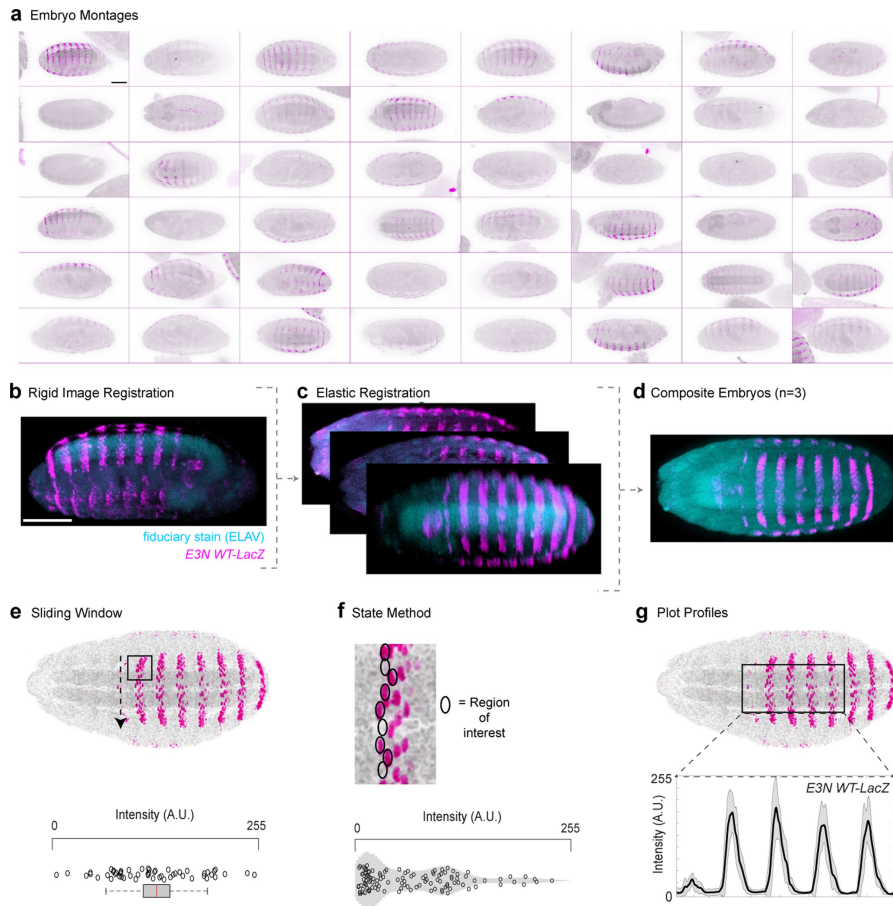 a Embryo Montages
b Rigid Image Registration
c Elastic Registration
d Composite Embryos (n=3)
fiduciary stain (ELAV)
E3N WT-LacZ
e Sliding Window
f State Method
g Plot Profiles
= Region
of
interest
Intensity (A.U.)
0
255
Intensity (A.U.)
0
255
255
E3N WT-LacZ
Intensity (A.U.)
0